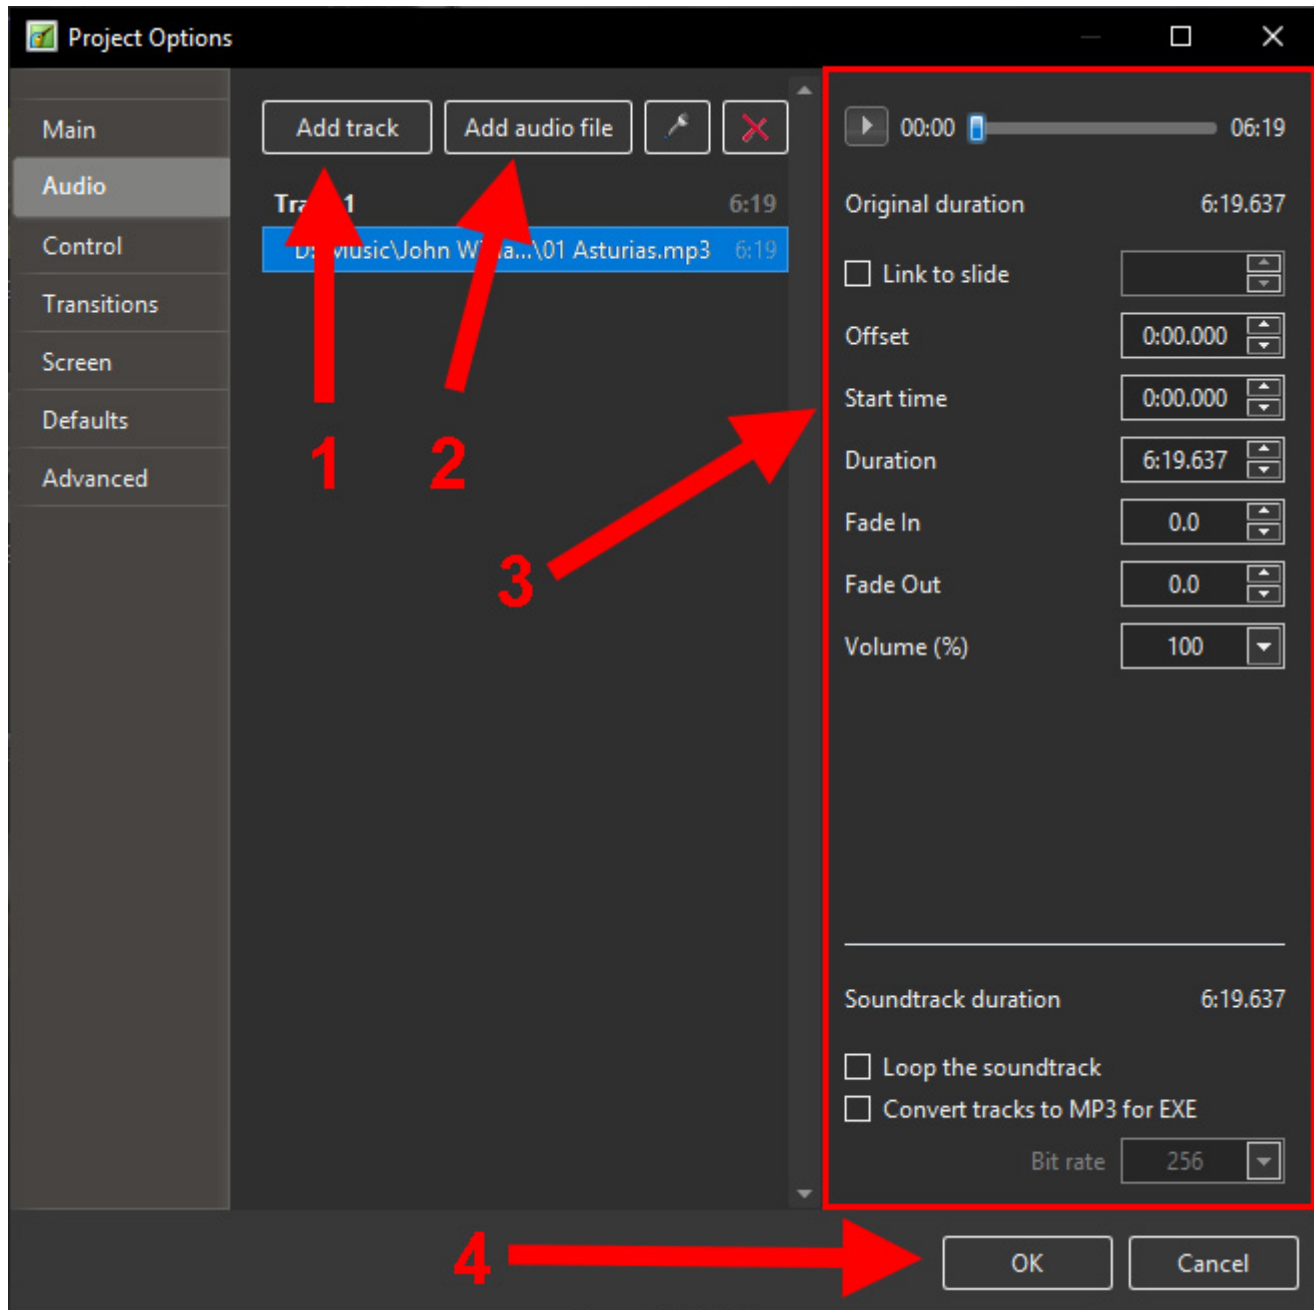 Project Options
Main
Audio
Control
Transitions
Screen
Defaults
Advanced
Add track
Add audio file
1 6:19
\John W \01 Asturias.mp3 6:19
1
2
3
4
00:00 06:19
Original duration 6:19.637
Link to slide
Offset 0:00.000
Start time 0:00.000
Duration 6:19.637
Fade In 0.0
Fade Out 0.0
Volume (%) 100
Soundtrack duration 6:19.637
Loop the soundtrack
Convert tracks to MP3 for EXE
Bit rate 256
OK
Cancel